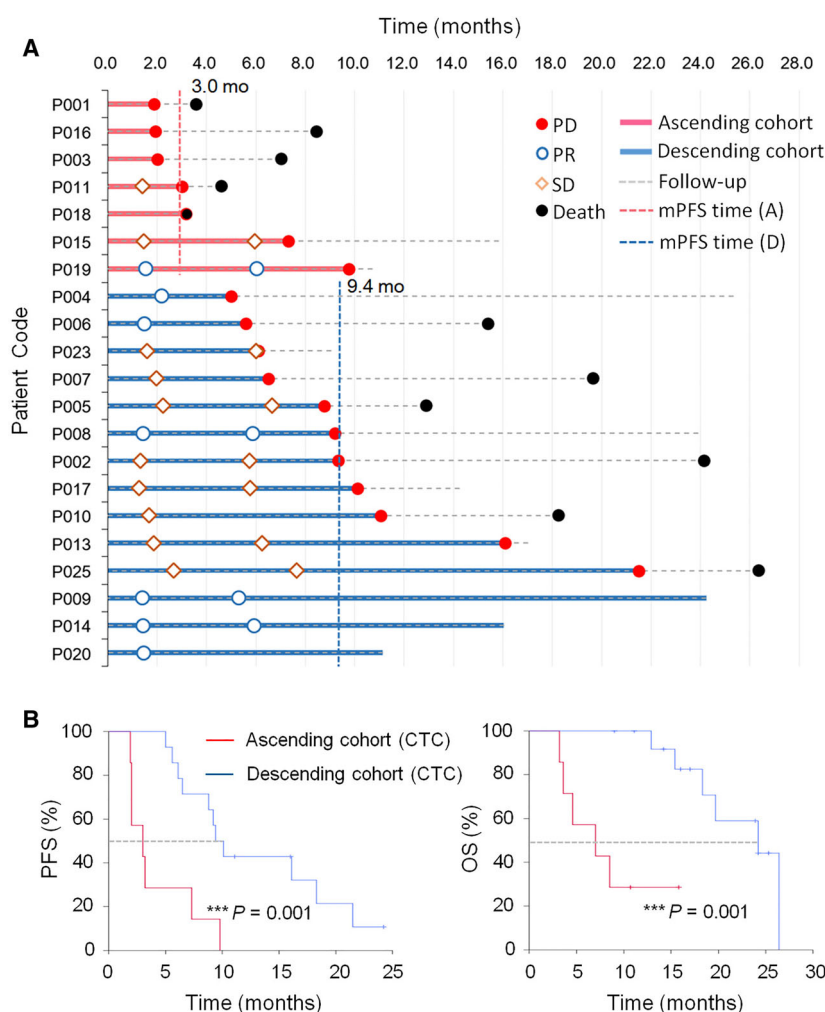 Time (months)
A
0.0 2.0 4.0 6.0 8.0 10.0 12.0 14.0 16.0 18.0 20.0 22.0 24.0 26.0 28.0
3.0 mo
P001
P016
P003
P011
P018
P015
P019
P004
P006
P023
P007
P005
P008
P002
P017
P010
P013
P025
P009
P014
P020
Patient Code
PD
PR
SD
Death
Ascending cohort
Descending cohort
Follow-up
mPFS time (A)
mPFS time (D)
9.4 mo
B
100
80
60
40
20
0
PFS (%)
Ascending cohort (CTC)
Descending cohort (CTC)
*** P = 0.001
0 5 10 15 20 25
Time (months)
100
80
60
40
20
0
OS (%)
*** P = 0.001
0 5 10 15 20 25 30
Time (months)